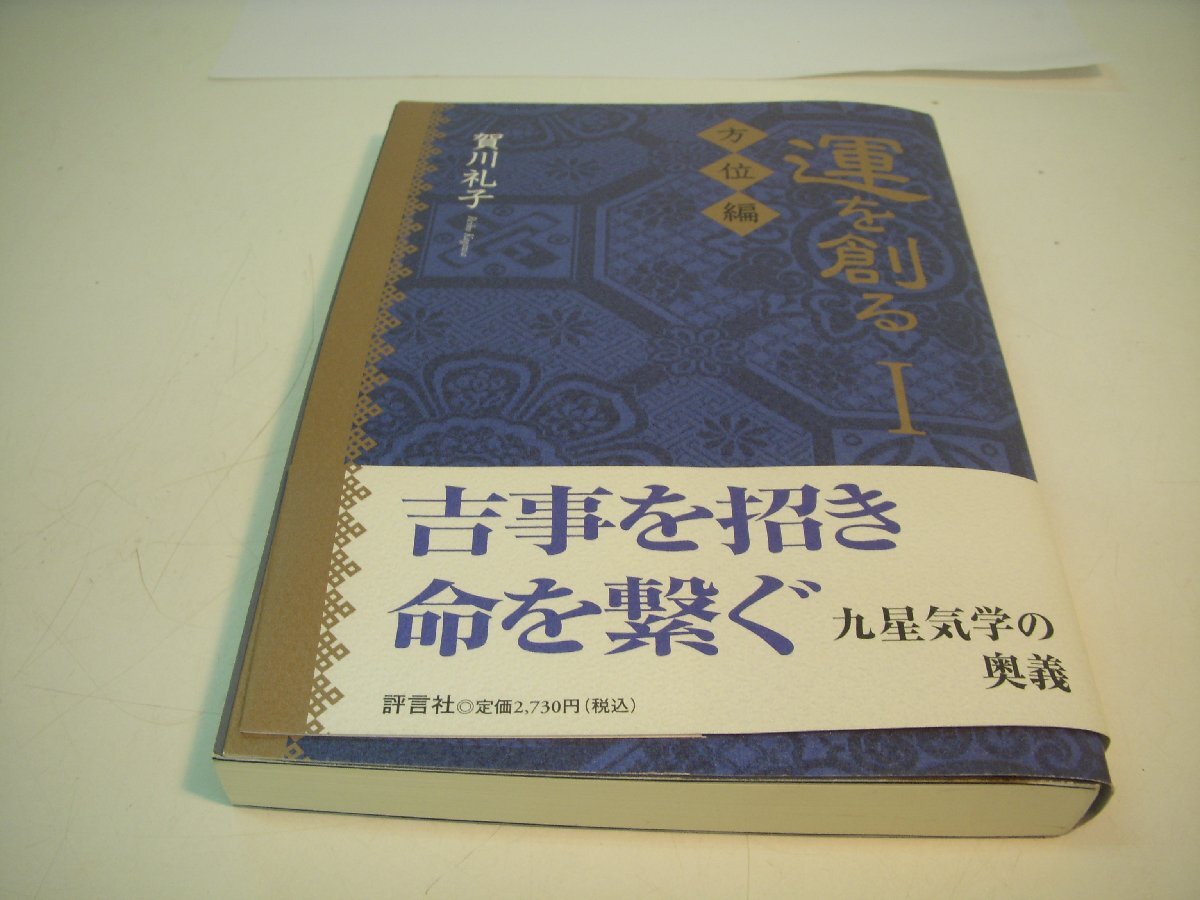 運を創る I
方位編
賀川礼子
Reiko Kagawa
吉事を招き
命を繋ぐ
九星気学の
奥義
評言社◎定価2,730円(税込)